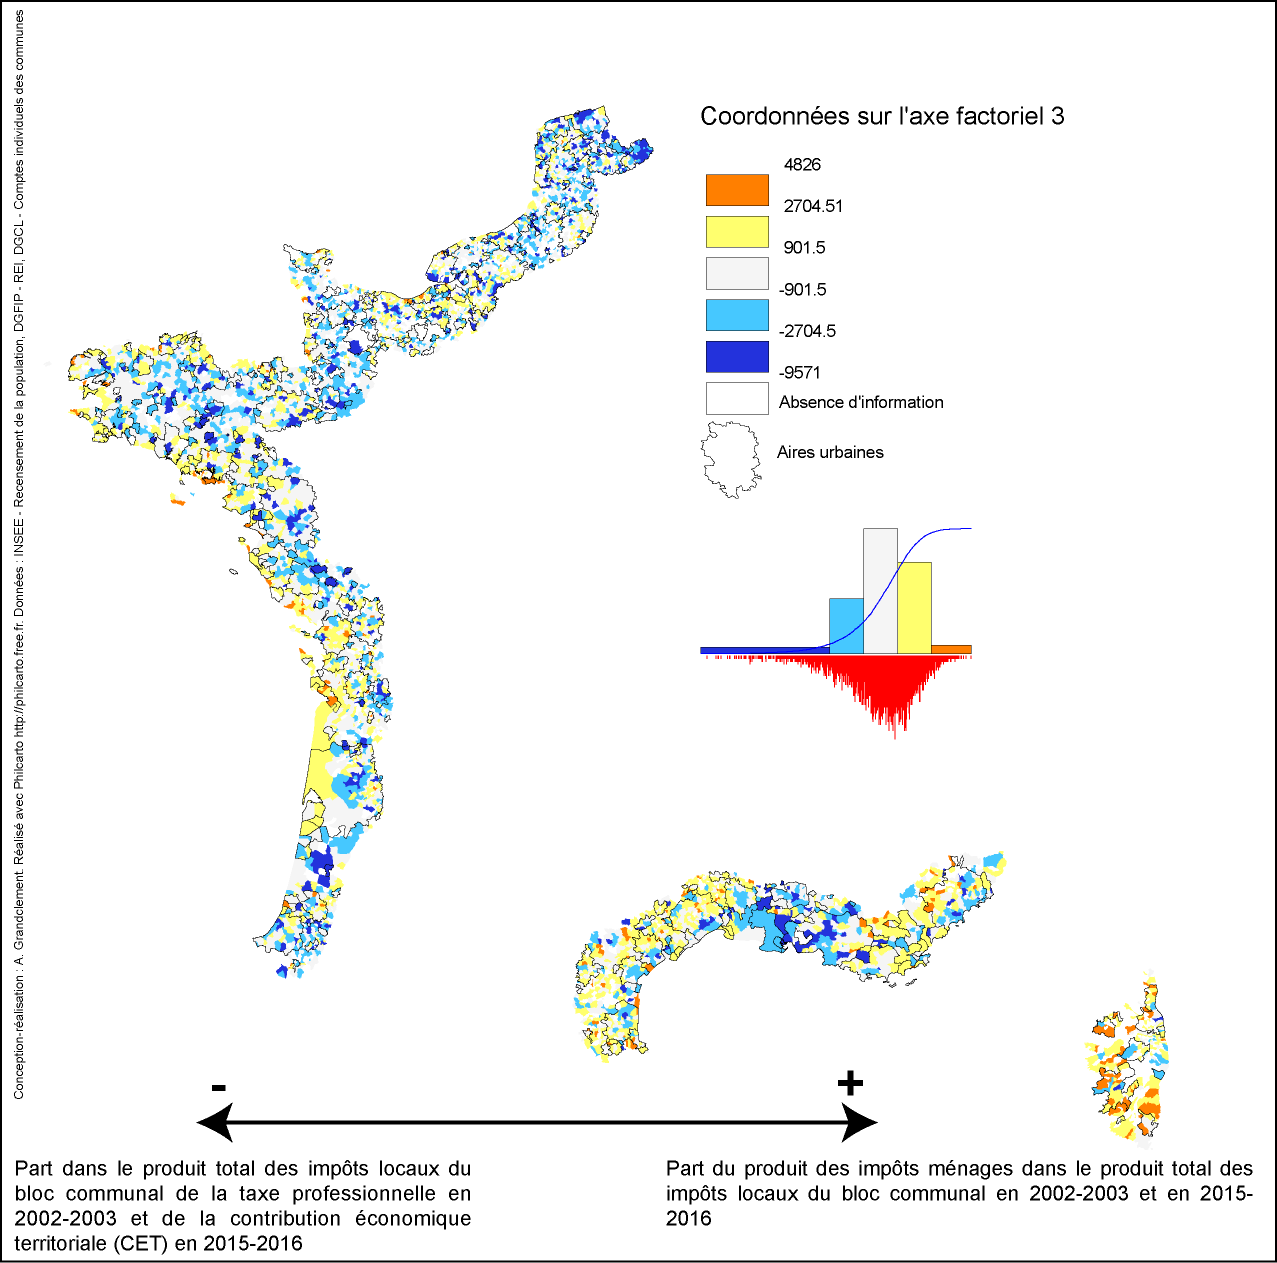 Conception-réalisation : A. Grandclement. Réalisé avec Philcarto http://philcarto.free.fr. Données : INSEE - Recensement de la population, DGFIP - REI, DGCL - Comptes individuels des communes
Coordonnées sur l'axe factoriel 3
4826
2704.51
901.5
-901.5
-2704.5
-9571
Absence d'information
Aires urbaines
- +
Part dans le produit total des impôts locaux du
bloc communal de la taxe professionnelle en
2002-2003 et de la contribution économique
territoriale (CET) en 2015-2016
Part du produit des impôts ménages dans le produit total des
impôts locaux du bloc communal en 2002-2003 et en 2015-
2016